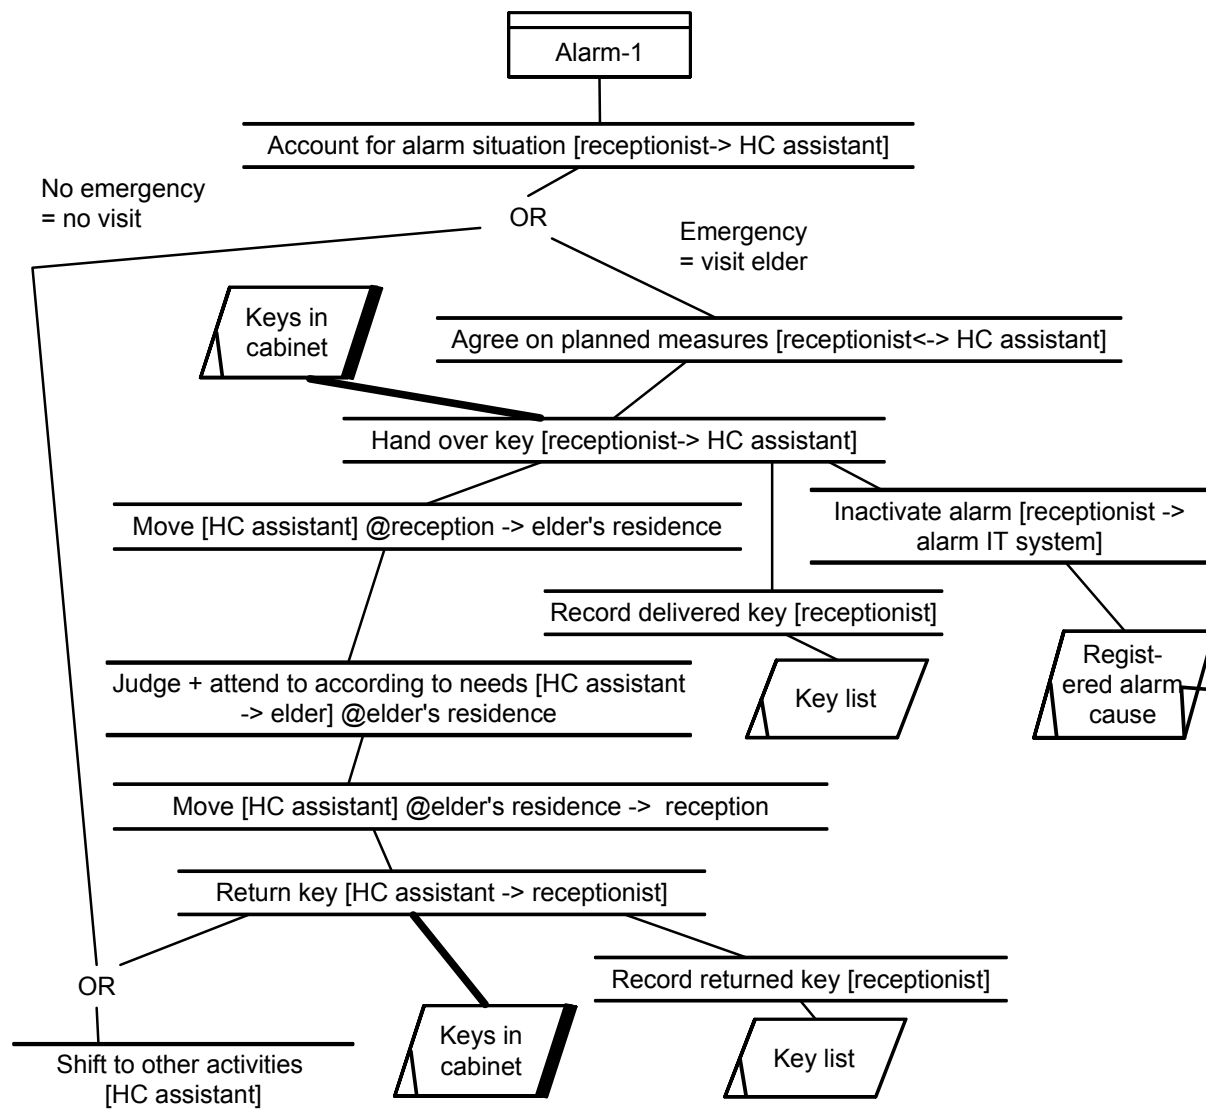 Alarm-1
Account for alarm situation [receptionist-> HC assistant]
No emergency
= no visit
OR
Emergency
= visit elder
Keys in
cabinet
Agree on planned measures [receptionist<-> HC assistant]
Hand over key [receptionist-> HC assistant]
Move [HC assistant] @reception -> elder's residence
Inactivate alarm [receptionist ->
alarm IT system]
Record delivered key [receptionist]
Judge + attend to according to needs [HC assistant
-> elder] @elder's residence
Key list
Regist-
ered alarm
cause
Move [HC assistant] @elder's residence -> reception
Return key [HC assistant -> receptionist]
OR
Record returned key [receptionist]
Keys in
cabinet
Key list
Shift to other activities
[HC assistant]